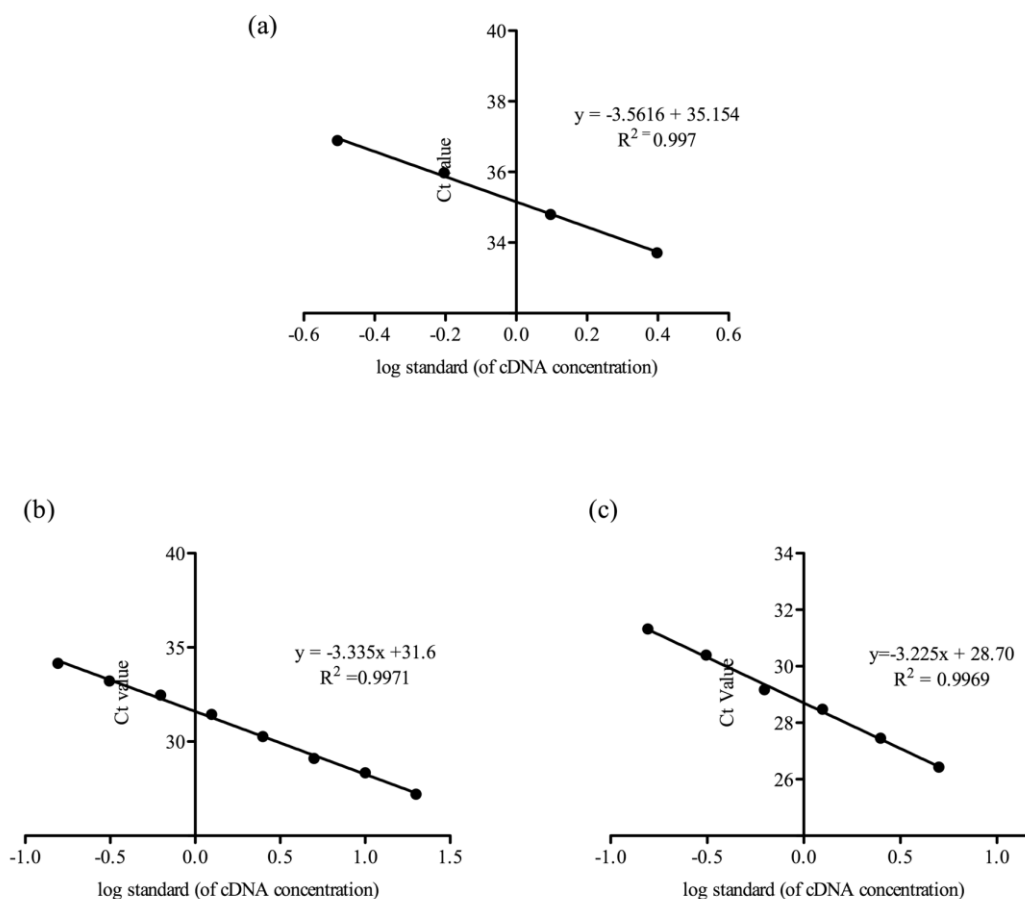 (a)
40
38
36
34
Ct value
y = -3.5616 + 35.154
R² = 0.997
-0.6 -0.4 -0.2 0.0 0.2 0.4 0.6
log standard (of cDNA concentration)
(b)
40
35
30
Ct value
y = -3.335x +31.6
R² =0.9971
-1.0 -0.5 0.0 0.5 1.0 1.5
log standard (of cDNA concentration)
(c)
34
32
30
28
26
Ct Value
y=-3.225x + 28.70
R² = 0.9969
-1.0 -0.5 0.0 0.5 1.0
log standard (of cDNA concentration)